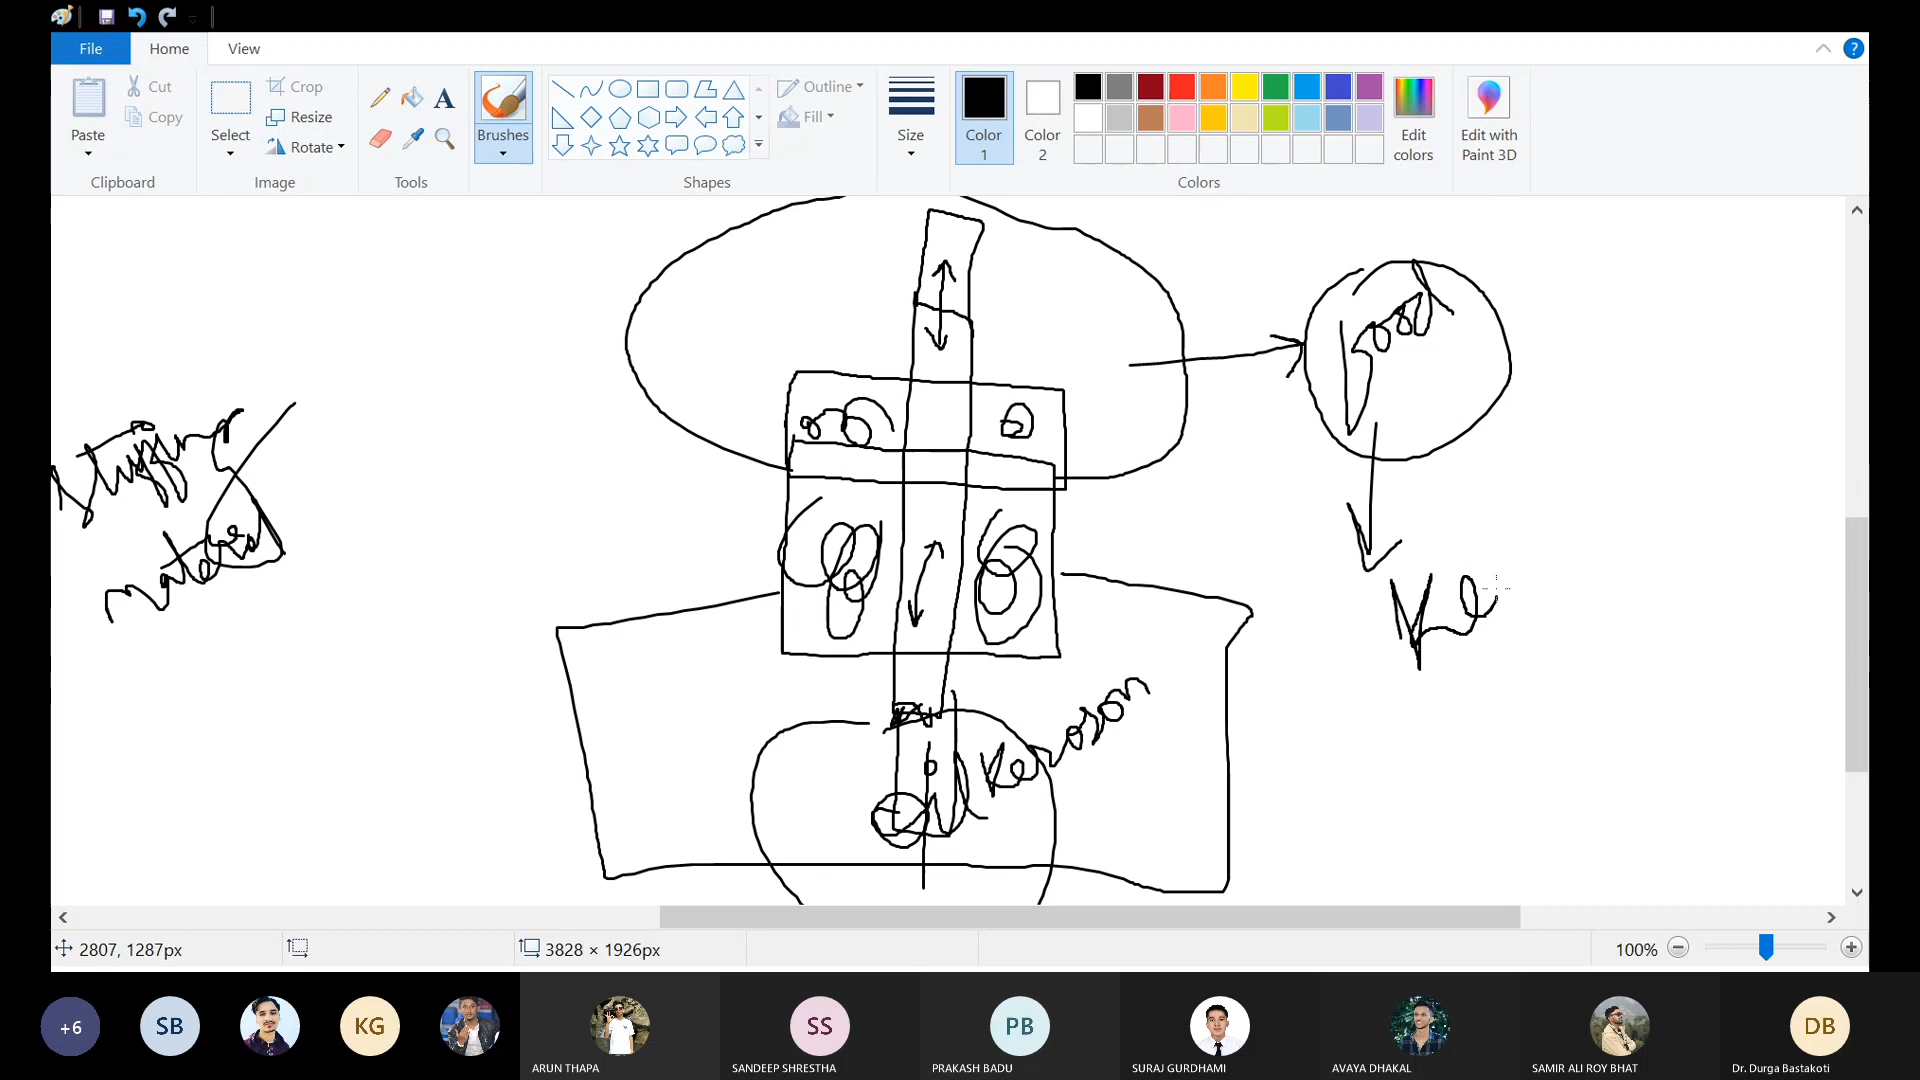 File
Home
View
Paste
Cut
Copy
Clipboard
Select
Crop
Resize
Rotate
Image
A
Tools
Brushes
Outline
Fill
Shapes
Size
Color 1
Color 2
Edit colors
Colors
Edit with Paint 3D
?
2807, 1287px
3828 × 1926px
100%
+6
SB
KG
ARUN THAPA
SS
SANDEEP SHRESTHA
PB
PRAKASH BADU
SURAJ GURDHAMI
AVAYA DHAKAL
SAMIR ALI ROY BHAT
DB
Dr. Durga Bastakoti